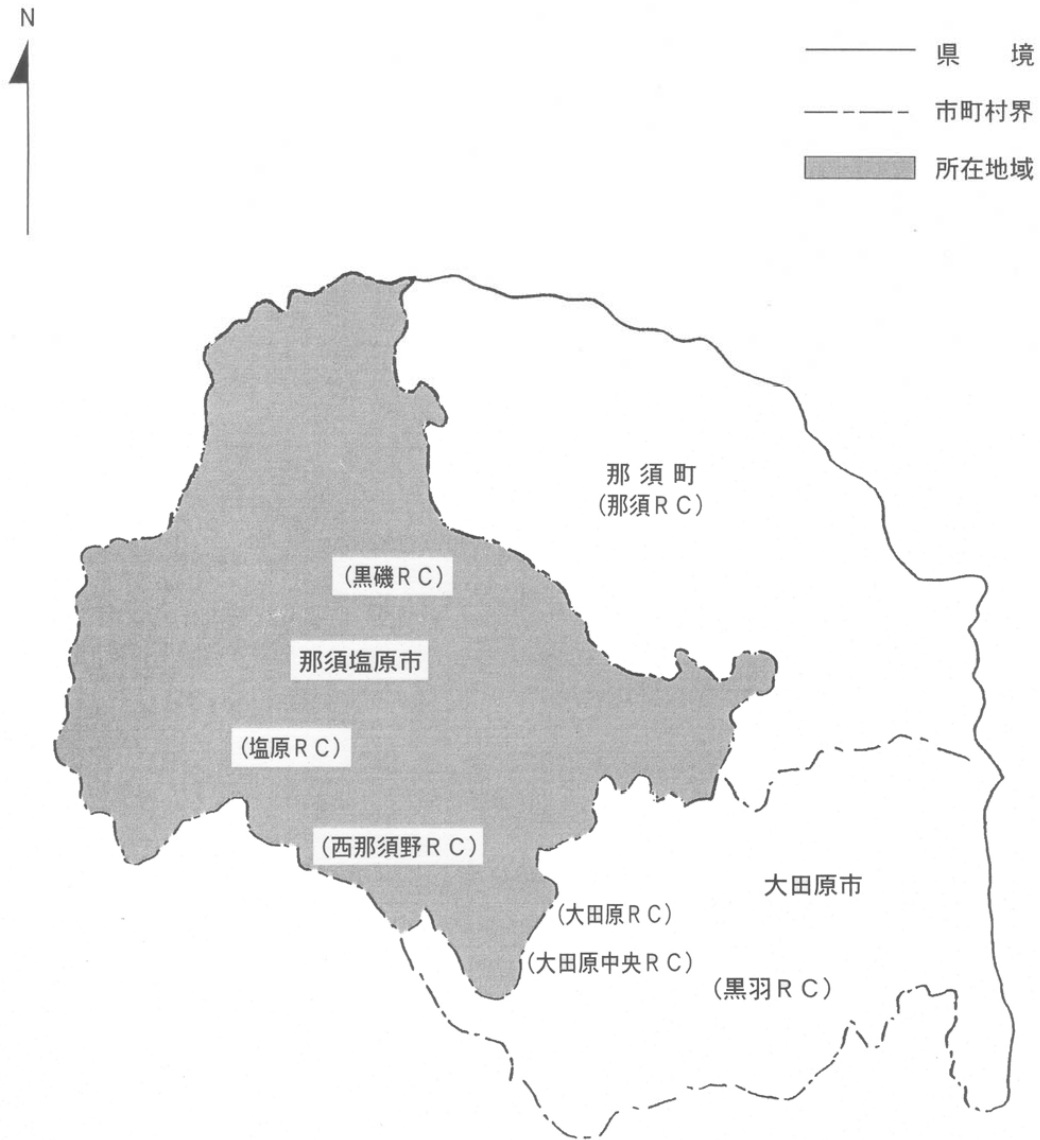 N
県 境
市町村界
所在地域
那須町
(那須RC)
(黒磯RC)
那須塩原市
(塩原RC)
(西那須野RC)
大田原市
(大田原RC)
(大田原中央RC)
(黒羽RC)